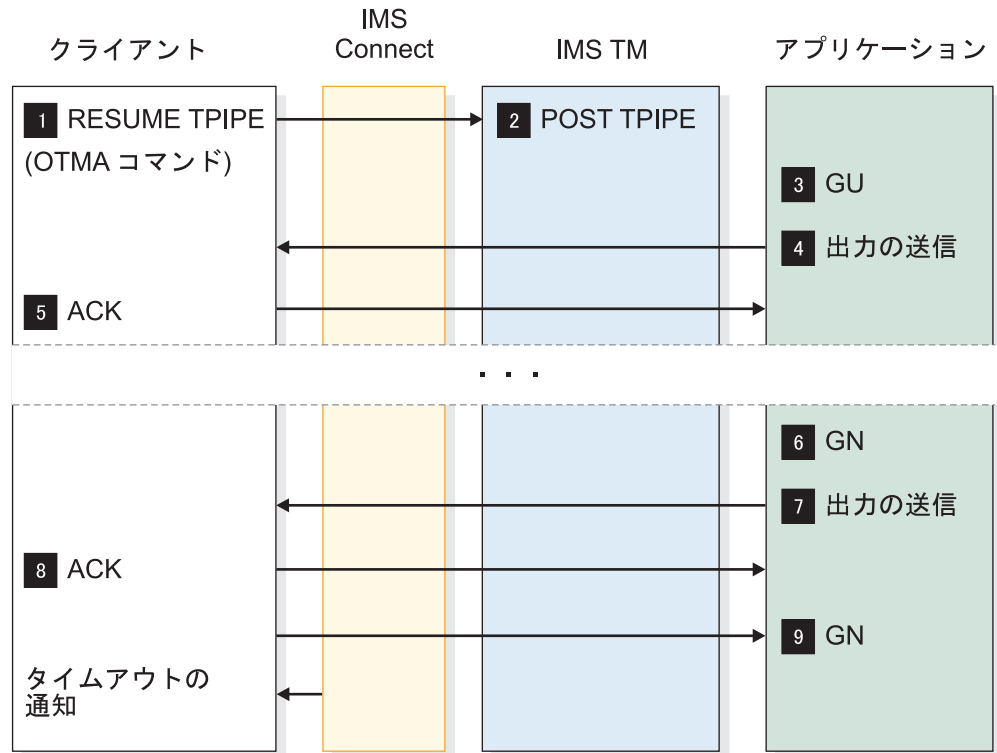 クライアント
IMS
Connect
IMS TM
アプリケーション
1 RESUME TPIPE
(OTMA コマンド)
2 POST TPIPE
3 GU
4 出力の送信
5 ACK
. . .
6 GN
7 出力の送信
8 ACK
9 GN
タイムアウトの
通知